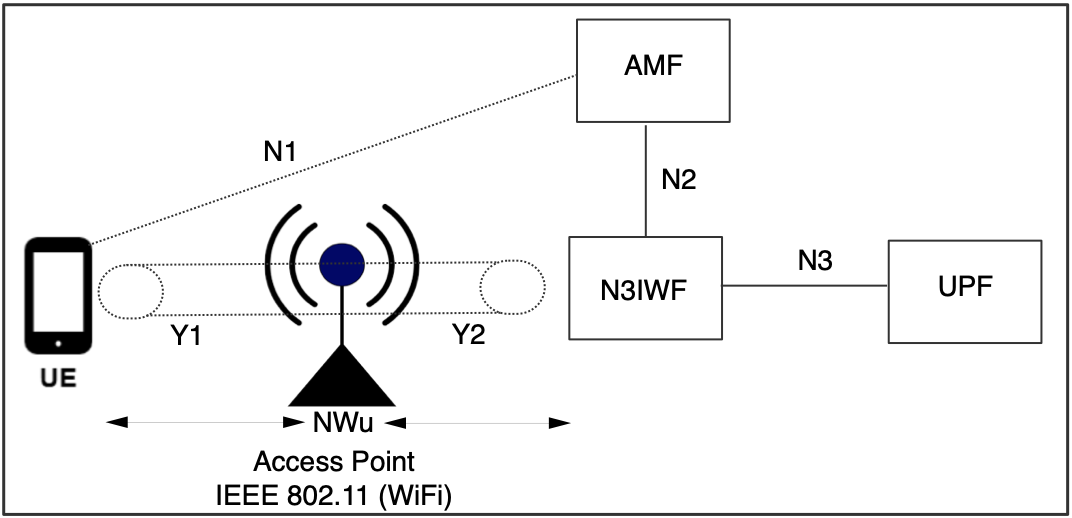 AMF
N1
N2
N3
N3IWF
UPF
Y1
Y2
UE
NWu
Access Point
IEEE 802.11 (WiFi)